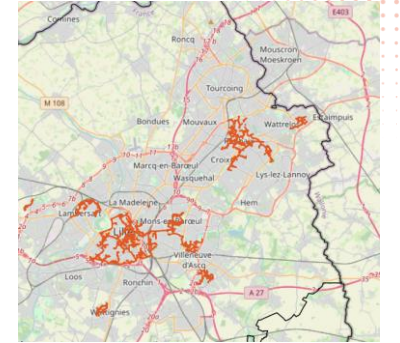 Comines
France
E403
Roncq
Mouscron
Moeskroen
Tourcoing
M 108
Bondues
Mouvaux
Wattrelos
Estaimpuis
Croix
Marcq-en-Barœul
Wasquehal
Lys-lez-Lannoy
La Madeleine
Hem
Lambersart
Mons-en-Barœul
Lille
Villeneuve
d'Ascq
Loos
Ronchin
A 27
Wattignies